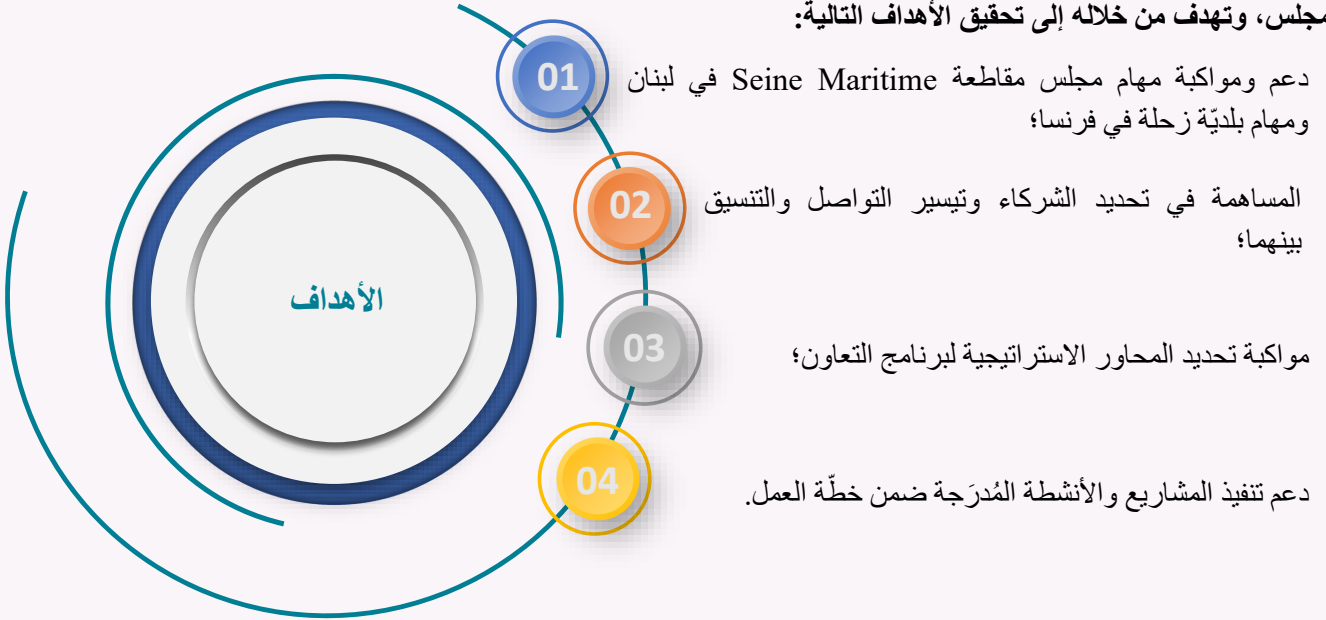 مجلس، وتهدف من خلاله إلى تحقيق الأهداف التالية:
01
دعم ومواكبة مهام مجلس مقاطعة Seine Maritime في لبنان
ومهام بلديّة زحلة في فرنسا؛
02
المساهمة في تحديد الشركاء وتيسير التواصل والتنسيق
بينهما؛
الأهداف
03
مواكبة تحديد المحاور الاستراتيجية لبرنامج التعاون؛
04
دعم تنفيذ المشاريع والأنشطة المُدرَجة ضمن خطّة العمل.